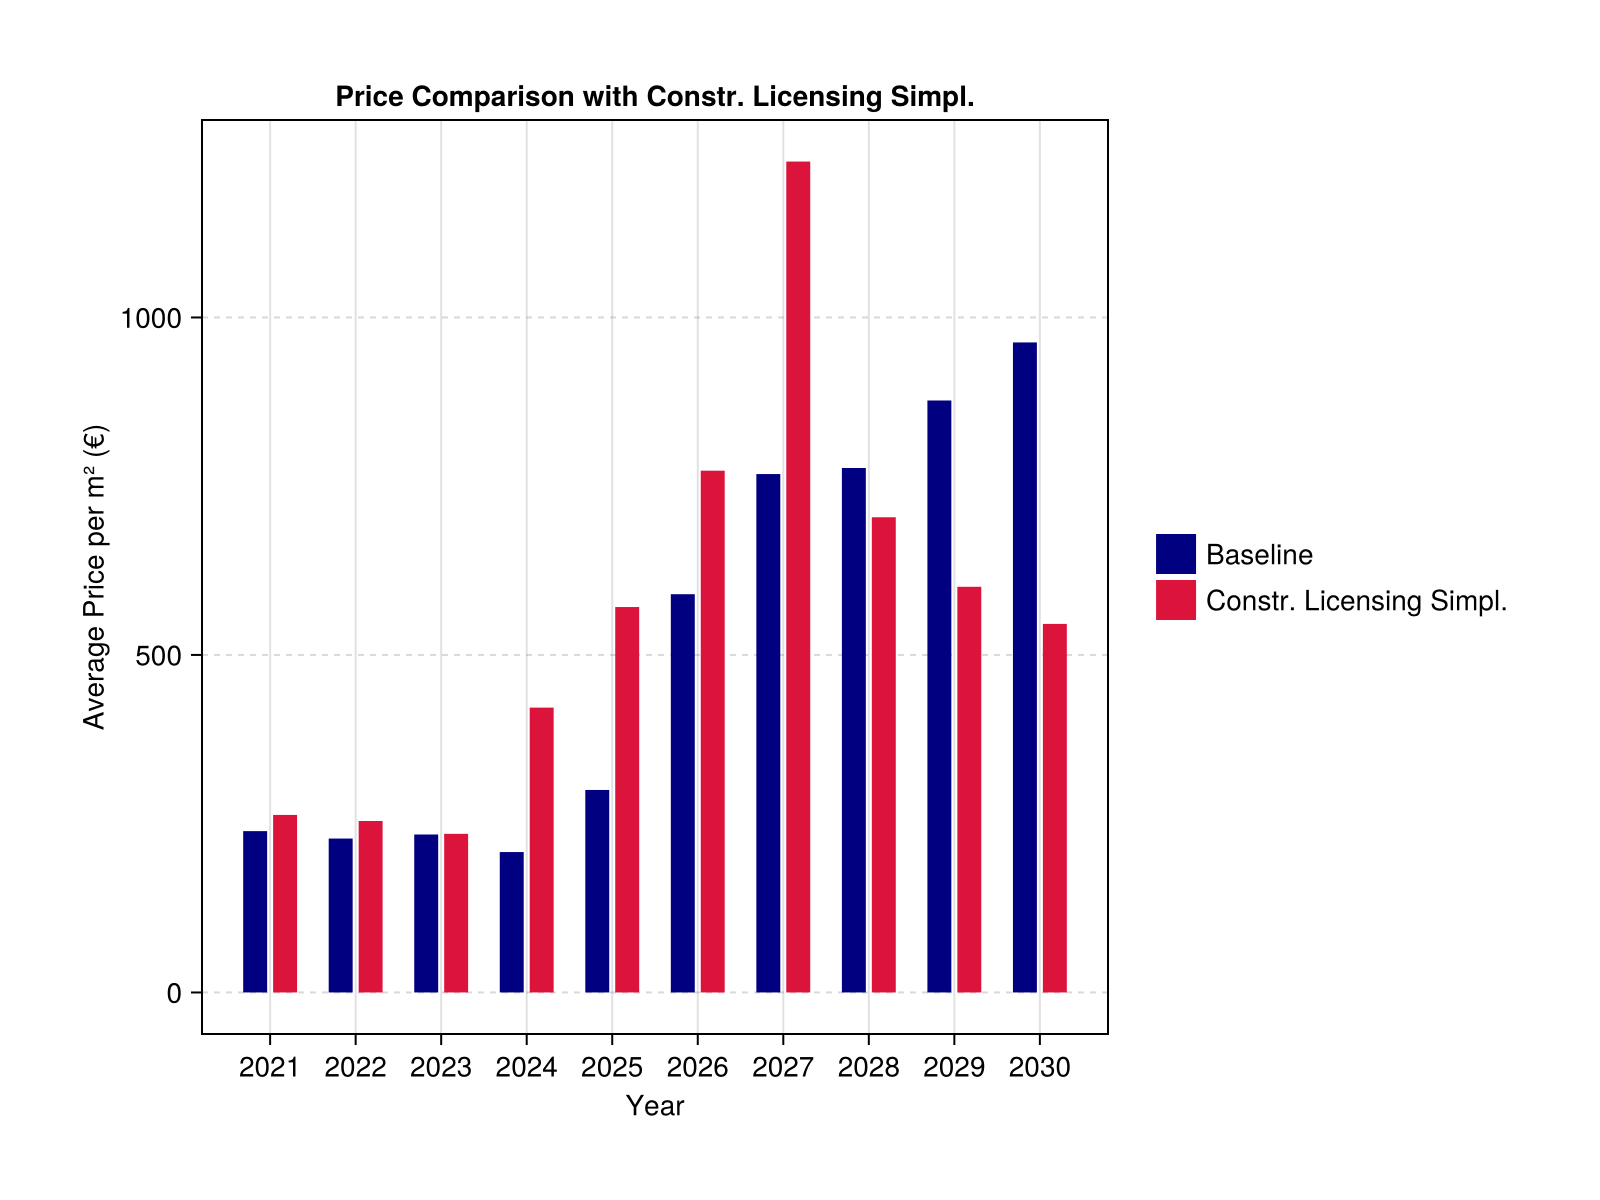 Price Comparison with Constr. Licensing Simpl.
Average Price per m² (€)
1000
500
0
2021 2022 2023 2024 2025 2026 2027 2028 2029 2030
Year
Baseline
Constr. Licensing Simpl.